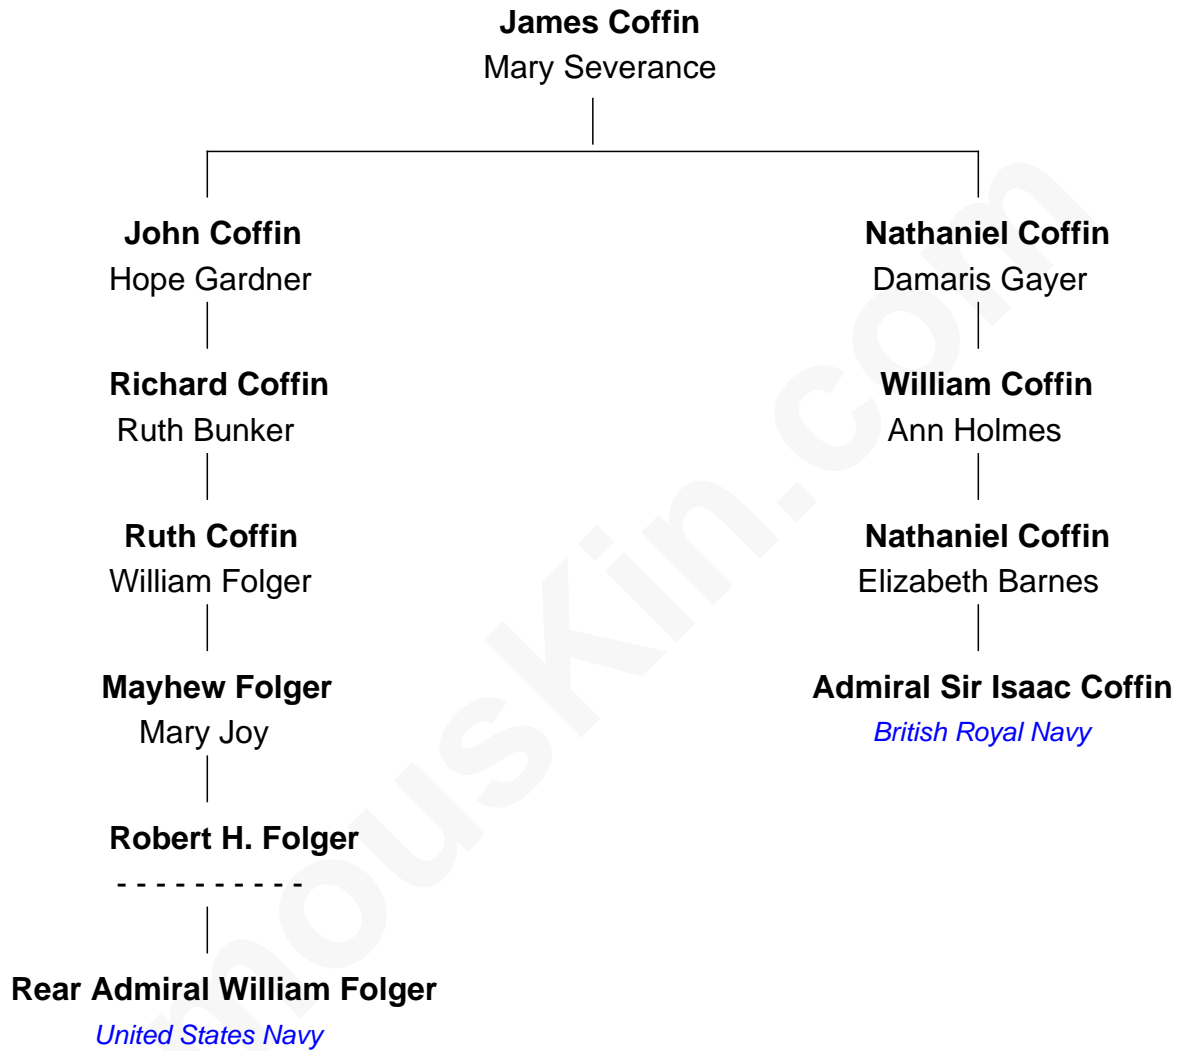 James Coffin
Mary Severance
John Coffin
Hope Gardner
Nathaniel Coffin
Damaris Gayer
Richard Coffin
Ruth Bunker
William Coffin
Ann Holmes
Ruth Coffin
William Folger
Nathaniel Coffin
Elizabeth Barnes
Mayhew Folger
Mary Joy
Admiral Sir Isaac Coffin
British Royal Navy
Robert H. Folger
- - - - - - - - - -
Rear Admiral William Folger
United States Navy
mouskin.com